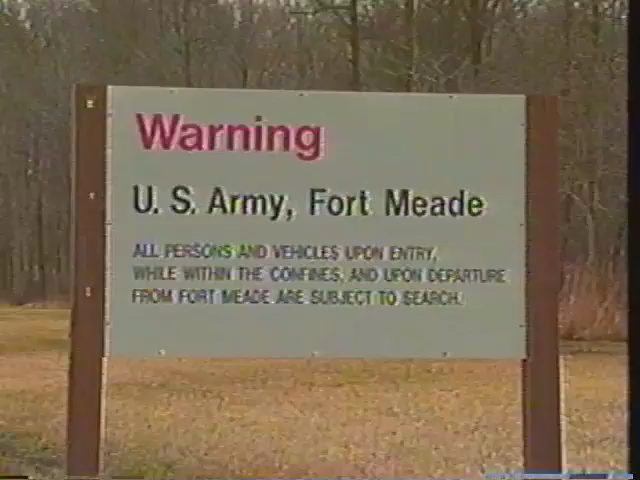 Warning
U. S. Army, Fort Meade
ALL PERSONS AND VEHICLES UPON ENTRY,
WHILE WITHIN THE CONFINES, AND UPON DEPARTURE
FROM FORT MEADE ARE SUBJECT TO SEARCH.